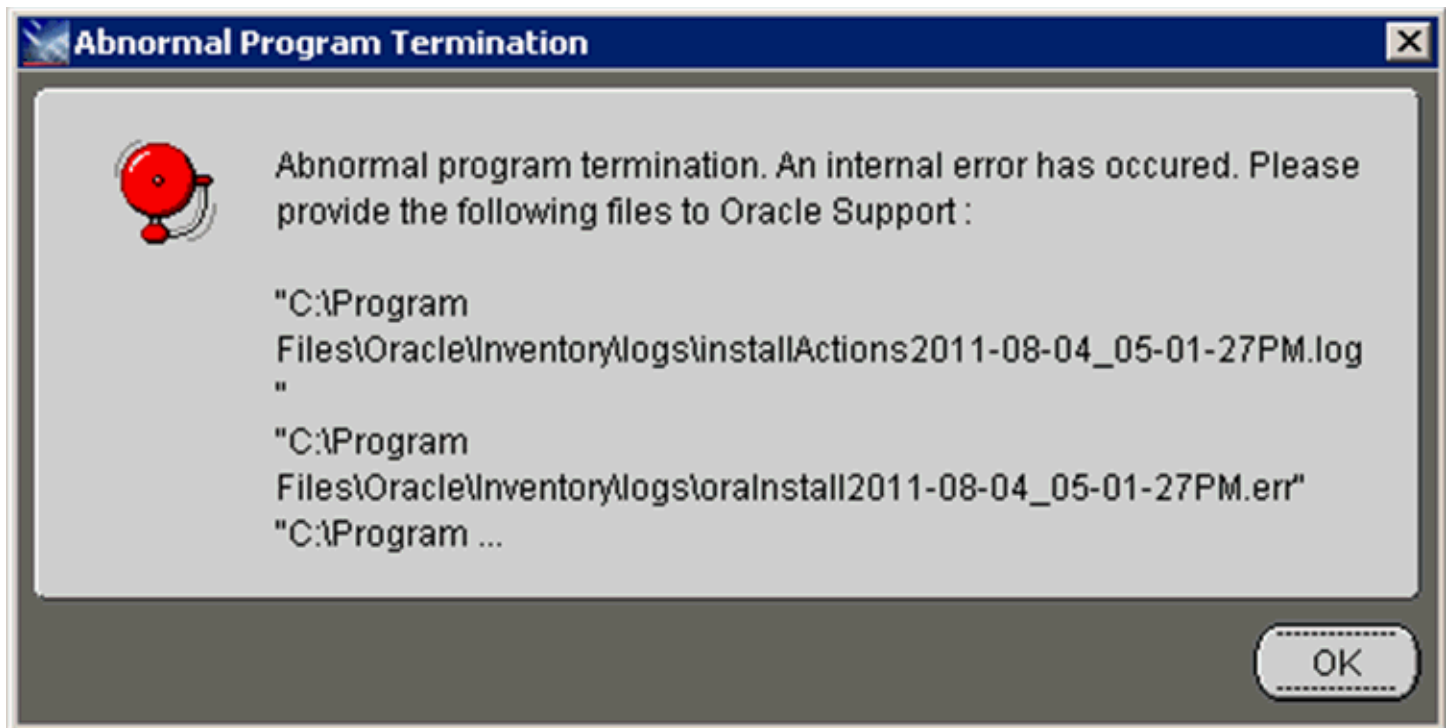 Abnormal Program Termination
Abnormal program termination. An internal error has occured. Please
provide the following files to Oracle Support :
"C:\Program
Files\Oracle\Inventory\logs\installActions2011-08-04_05-01-27PM.log
"
"C:\Program
Files\Oracle\Inventory\logs\oraInstall2011-08-04_05-01-27PM.err"
"C:\Program ...
OK